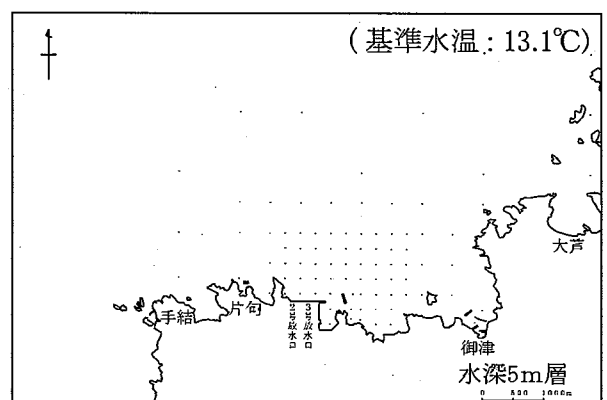 (基準水温：13.1℃)
大芦
手結
片句
2号放水口
3号放水口
御津
水深5m層
0 500 1000m